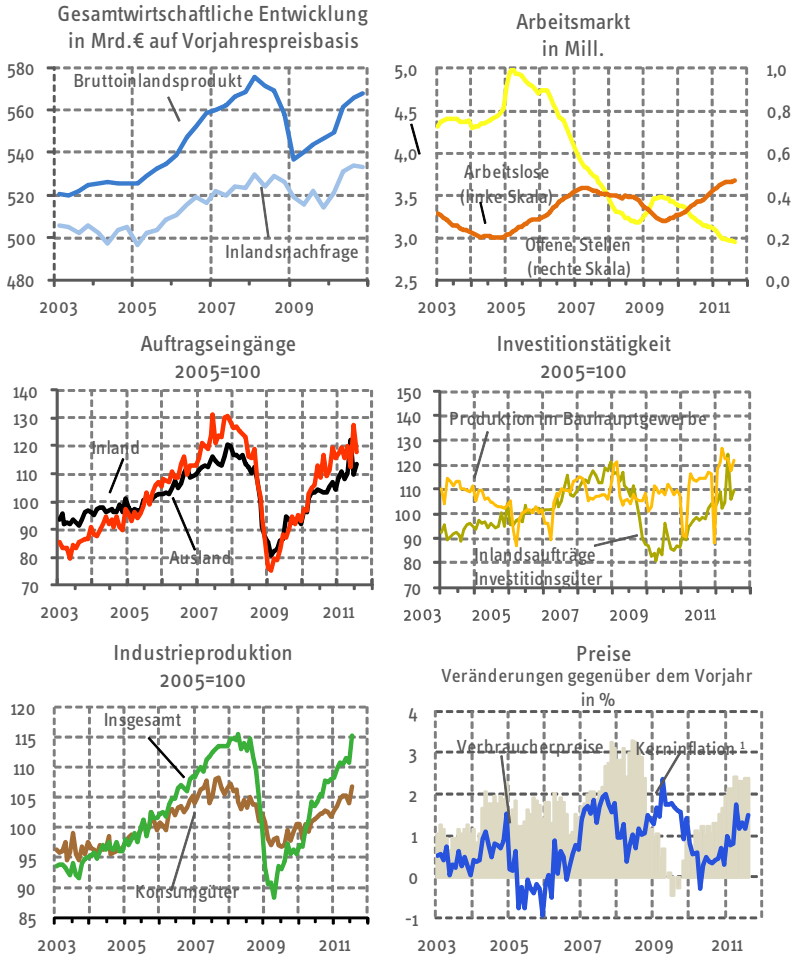 Gesamtwirtschaftliche Entwicklung
in Mrd.€ auf Vorjahrespreisbasis
580
560
540
520
500
480
Bruttoinlandsprodukt
Inlandsnachfrage
2003 2005 2007 2009
Arbeitsmarkt
in Mill.
5,0
4,5
4,0
3,5
3,0
2,5
1,0
0,8
0,6
0,4
0,2
0,0
Arbeitslose
(linke Skala)
Offene Stellen
(rechte Skala)
2003 2005 2007 2009 2011
Auftragseingänge
2005=100
140
130
120
110
100
90
80
70
Inland
Ausland
2003 2005 2007 2009 2011
Investitionstätigkeit
2005=100
150
140
130
120
110
100
90
80
70
Produktion im Bauhauptgewerbe
Inlandsaufträge
Investitionsgüter
2003 2005 2007 2009 2011
Industrieproduktion
2005=100
120
115
110
105
100
95
90
85
Insgesamt
Konsumgüter
2003 2005 2007 2009 2011
Preise
Veränderungen gegenüber dem Vorjahr
in %
4
3
2
1
0
-1
Verbraucherpreise
Kerninflation ¹
2003 2005 2007 2009 2011